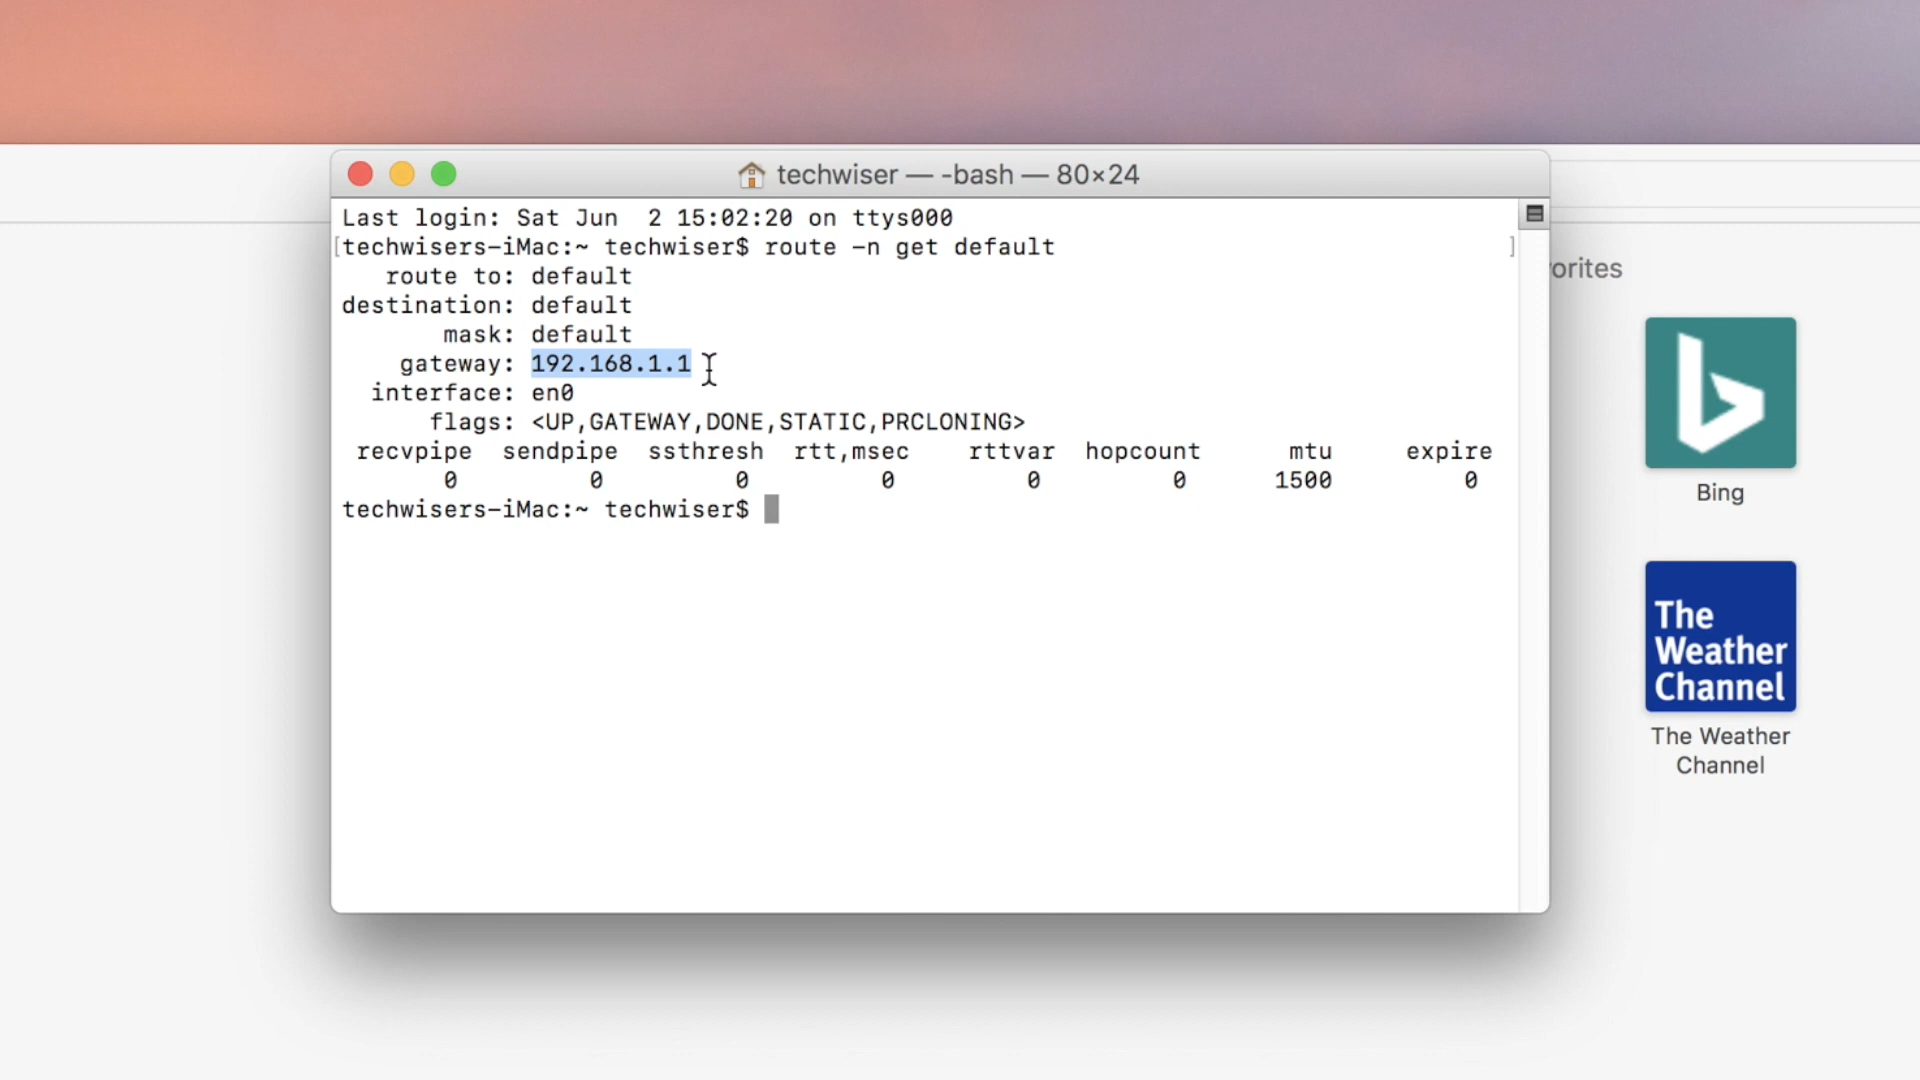 techwiser — -bash — 80×24
Last login: Sat Jun  2 15:02:20 on ttys000
[techwisers-iMac:~ techwiser$ route -n get default ]
route to: default
destination: default
mask: default
gateway: 192.168.1.1
interface: en0
flags: <UP,GATEWAY,DONE,STATIC,PRCLONING>
recvpipe  sendpipe  ssthresh  rtt,msec    rttvar  hopcount      mtu     expire
0         0         0         0         0         0      1500         0
techwisers-iMac:~ techwiser$
orites
Bing
The
Weather
Channel
The Weather
Channel